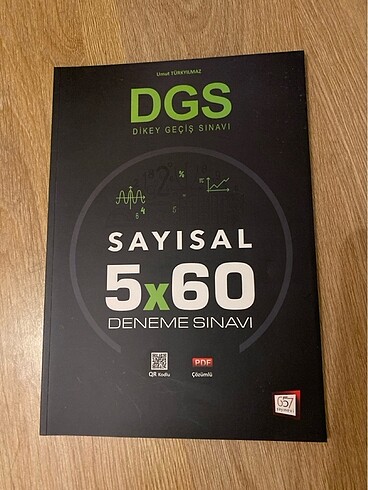 Umut TÜRKYILMAZ
DGS
DİKEY GEÇİŞ SINAVI
SAYISAL
5x60
DENEME SINAVI
QR Kodlu
PDF
Çözümlü
657